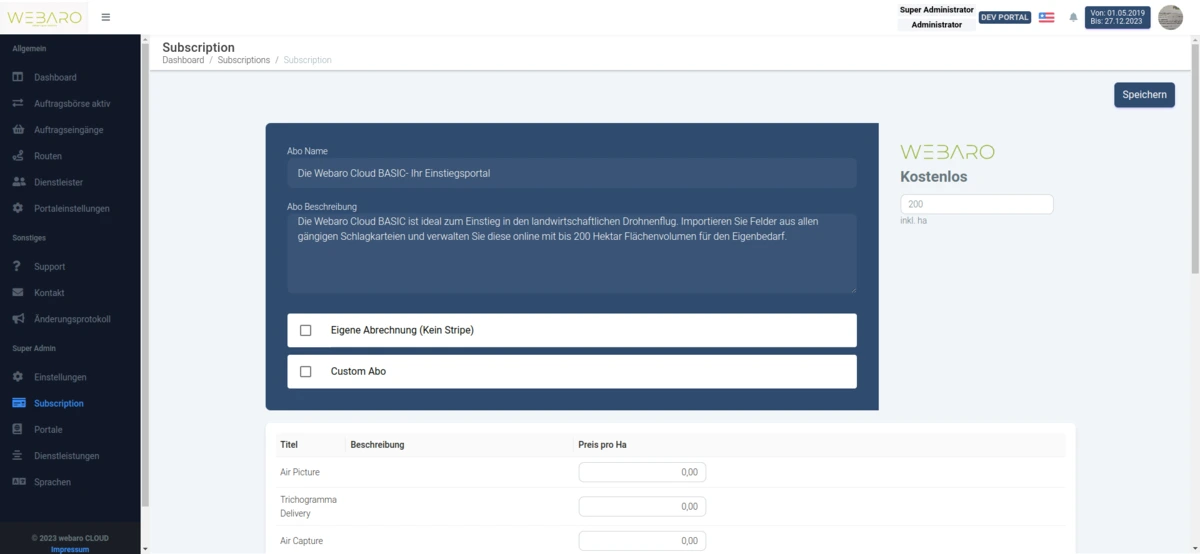 WEBARO
Super Administrator
Administrator
DEV PORTAL
Von: 01.05.2019
Bis: 27.12.2023
Allgemein
Dashboard
Auftragsbörse aktiv
Auftragseingänge
Routen
Dienstleister
Portaleinstellungen
Sonstiges
Support
Kontakt
Änderungsprotokoll
Super Admin
Einstellungen
Subscription
Portale
Dienstleistungen
Sprachen
© 2023 webaro CLOUD
Impressum
Subscription
Dashboard / Subscriptions / Subscription
Speichern
Abo Name
Die Webaro Cloud BASIC- Ihr Einstiegsportal
Abo Beschreibung
Die Webaro Cloud BASIC ist ideal zum Einstieg in den landwirtschaftlichen Drohnenflug. Importieren Sie Felder aus allen
gängigen Schlagkarteien und verwalten Sie diese online mit bis 200 Hektar Flächenvolumen für den Eigenbedarf.
Eigene Abrechnung (Kein Stripe)
Custom Abo
WEBARO
Kostenlos
200
inkl. ha
Titel Beschreibung Preis pro Ha
Air Picture 0,00
Trichogramma
Delivery 0,00
Air Capture 0,00